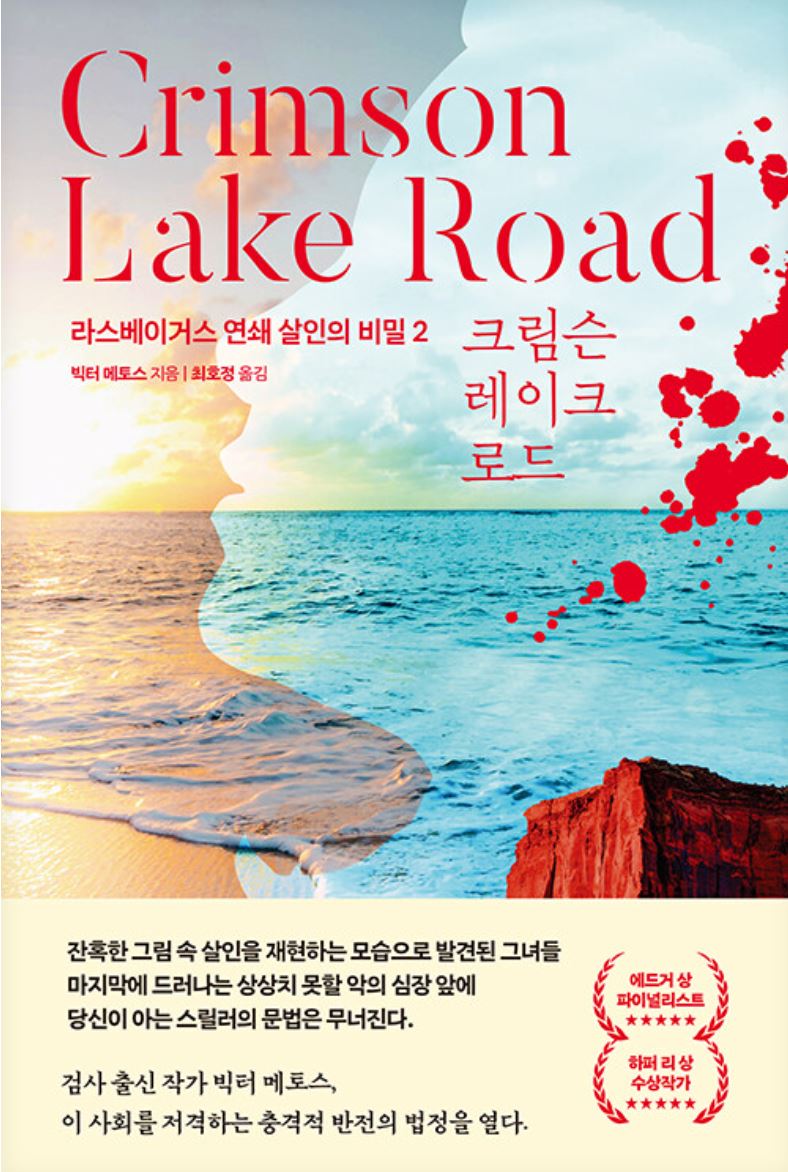 Crimson
Lake Road
라스베이거스 연쇄 살인의 비밀 2
크림슨
레이크
로드
빅터 메토스 지음 | 최호정 옮김
잔혹한 그림 속 살인을 재현하는 모습으로 발견된 그녀들
마지막에 드러나는 상상치 못할 악의 심장 앞에
당신이 아는 스릴러의 문법은 무너진다.
검사 출신 작가 빅터 메토스,
이 사회를 저격하는 충격적 반전의 법정을 열다.
에드거 상
파이널리스트
★★★★★
하퍼 리 상
수상작가
★★★★★